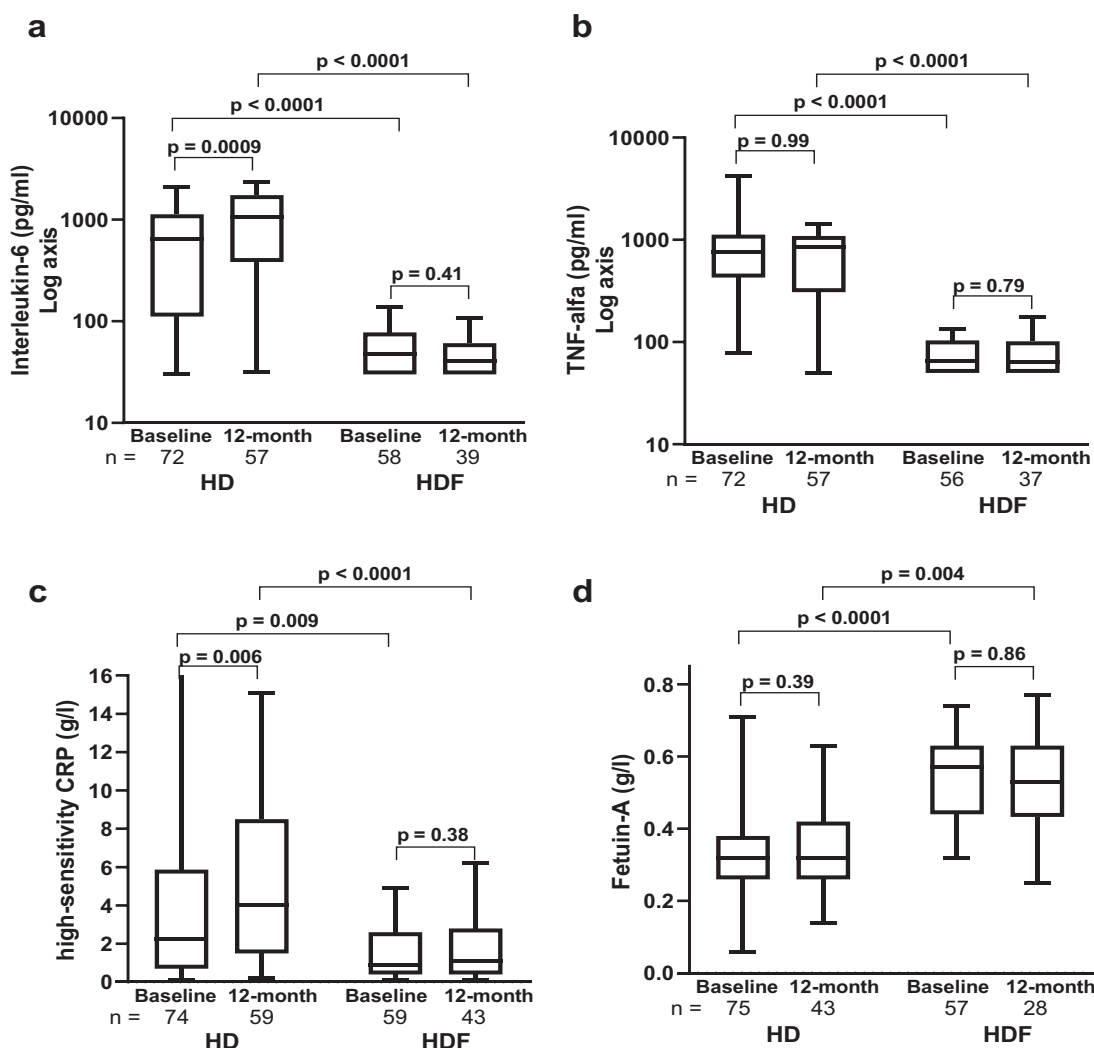 a
p < 0.0001
p < 0.0001
p = 0.0009
p = 0.41
Interleukin-6 (pg/ml)
Log axis
10000
1000
100
10
Baseline 12-month Baseline 12-month
n = 72 57 58 39
HD HDF
b
p < 0.0001
p < 0.0001
p = 0.99
p = 0.79
TNF-alfa (pg/ml)
Log axis
10000
1000
100
10
Baseline 12-month Baseline 12-month
n = 72 57 56 37
HD HDF
c
p < 0.0001
p = 0.009
p = 0.006
p = 0.38
high-sensitivity CRP (g/l)
16
14
12
10
8
6
4
2
0
Baseline 12-month Baseline 12-month
n = 74 59 59 43
HD HDF
d
p = 0.004
p < 0.0001
p = 0.86
p = 0.39
Fetuin-A (g/l)
0.8
0.6
0.4
0.2
0.0
Baseline 12-month Baseline 12-month
n = 75 43 57 28
HD HDF